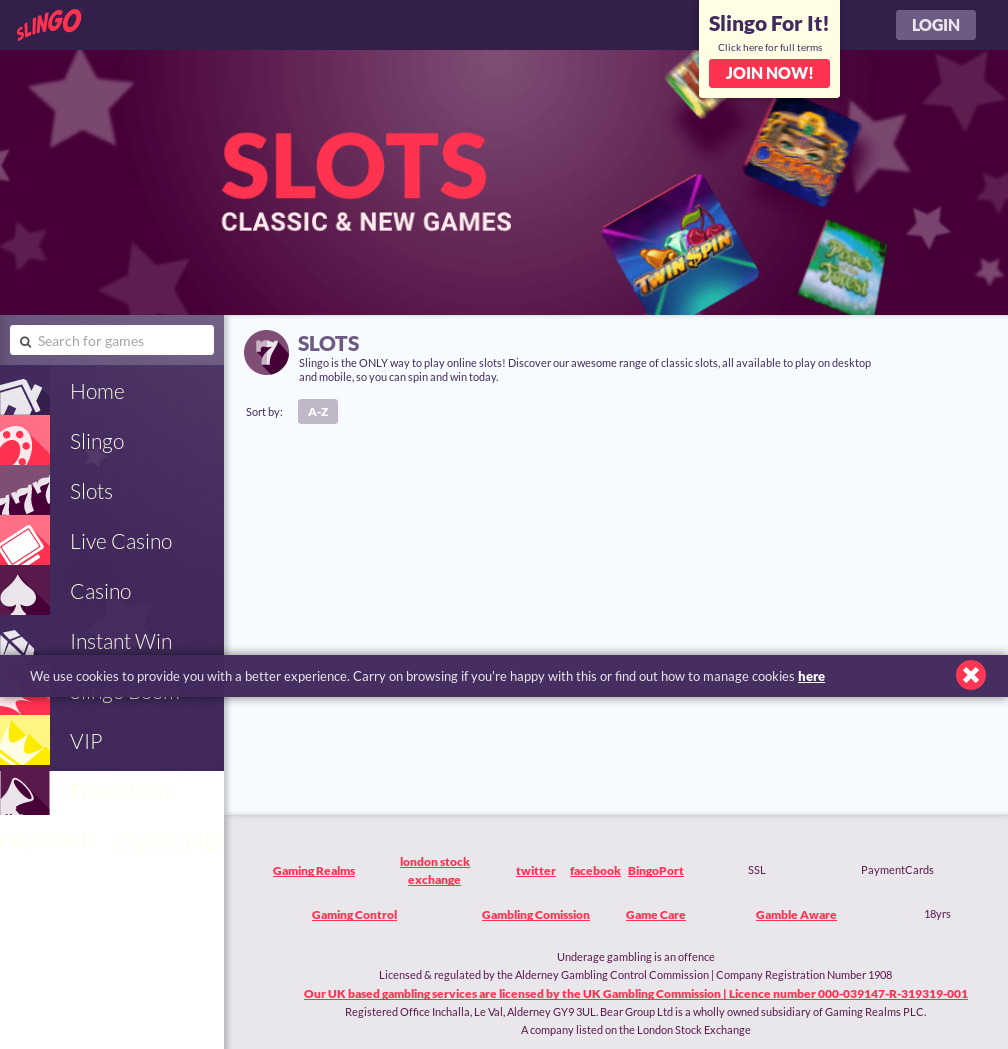 SLINGO
Slingo For It!
Click here for full terms
JOIN NOW!
LOGIN
SLOTS
CLASSIC & NEW GAMES
TWIN SPIN
Search for games
Home
Slingo
Slots
Live Casino
Casino
Instant Win
VIP
Promotions
SLOTS
Slingo is the ONLY way to play online slots! Discover our awesome range of classic slots, all available to play on desktop
and mobile, so you can spin and win today.
Sort by:
A-Z
We use cookies to provide you with a better experience. Carry on browsing if you're happy with this or find out how to manage cookies here
Gaming Realms
london stock
exchange
twitter
facebook
BingoPort
SSL
PaymentCards
Gaming Control
Gambling Comission
Game Care
Gamble Aware
18yrs
Underage gambling is an offence
Licensed & regulated by the Alderney Gambling Control Commission | Company Registration Number 1908
Our UK based gambling services are licensed by the UK Gambling Commission | Licence number 000-039147-R-319319-001
Registered Office Inchalla, Le Val, Alderney GY9 3UL. Bear Group Ltd is a wholly owned subsidiary of Gaming Realms PLC.
A company listed on the London Stock Exchange